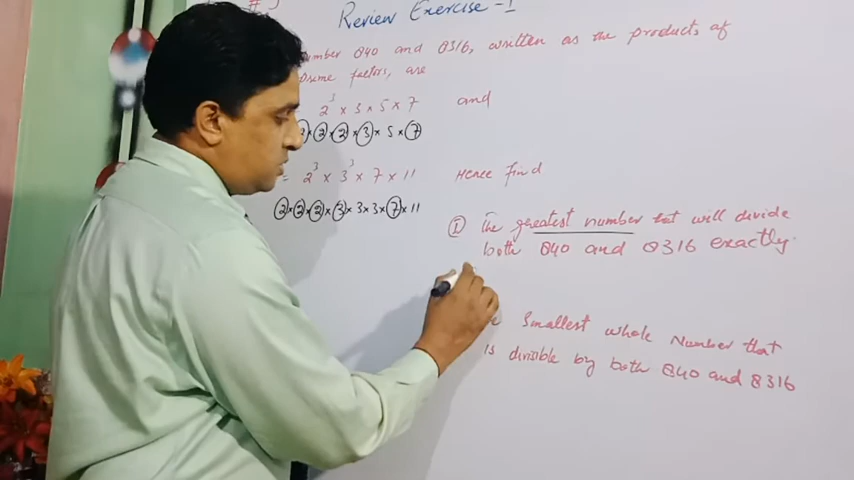 # 3
Review Exercise - 1
number 840 and 8316, written as the products of
prime factors, are
2³ × 3 × 5 × 7 and
2 × 2 × 2 × 3 × 5 × 7
= 2³ × 3³ × 7 × 11 Hence find
2 × 2 × 2 × 3 × 3 × 3 × 7 × 11
(I) The greatest number that will divide
both 840 and 8316 exactly.
Smallest whole Number that
is divisible by both 840 and 8316